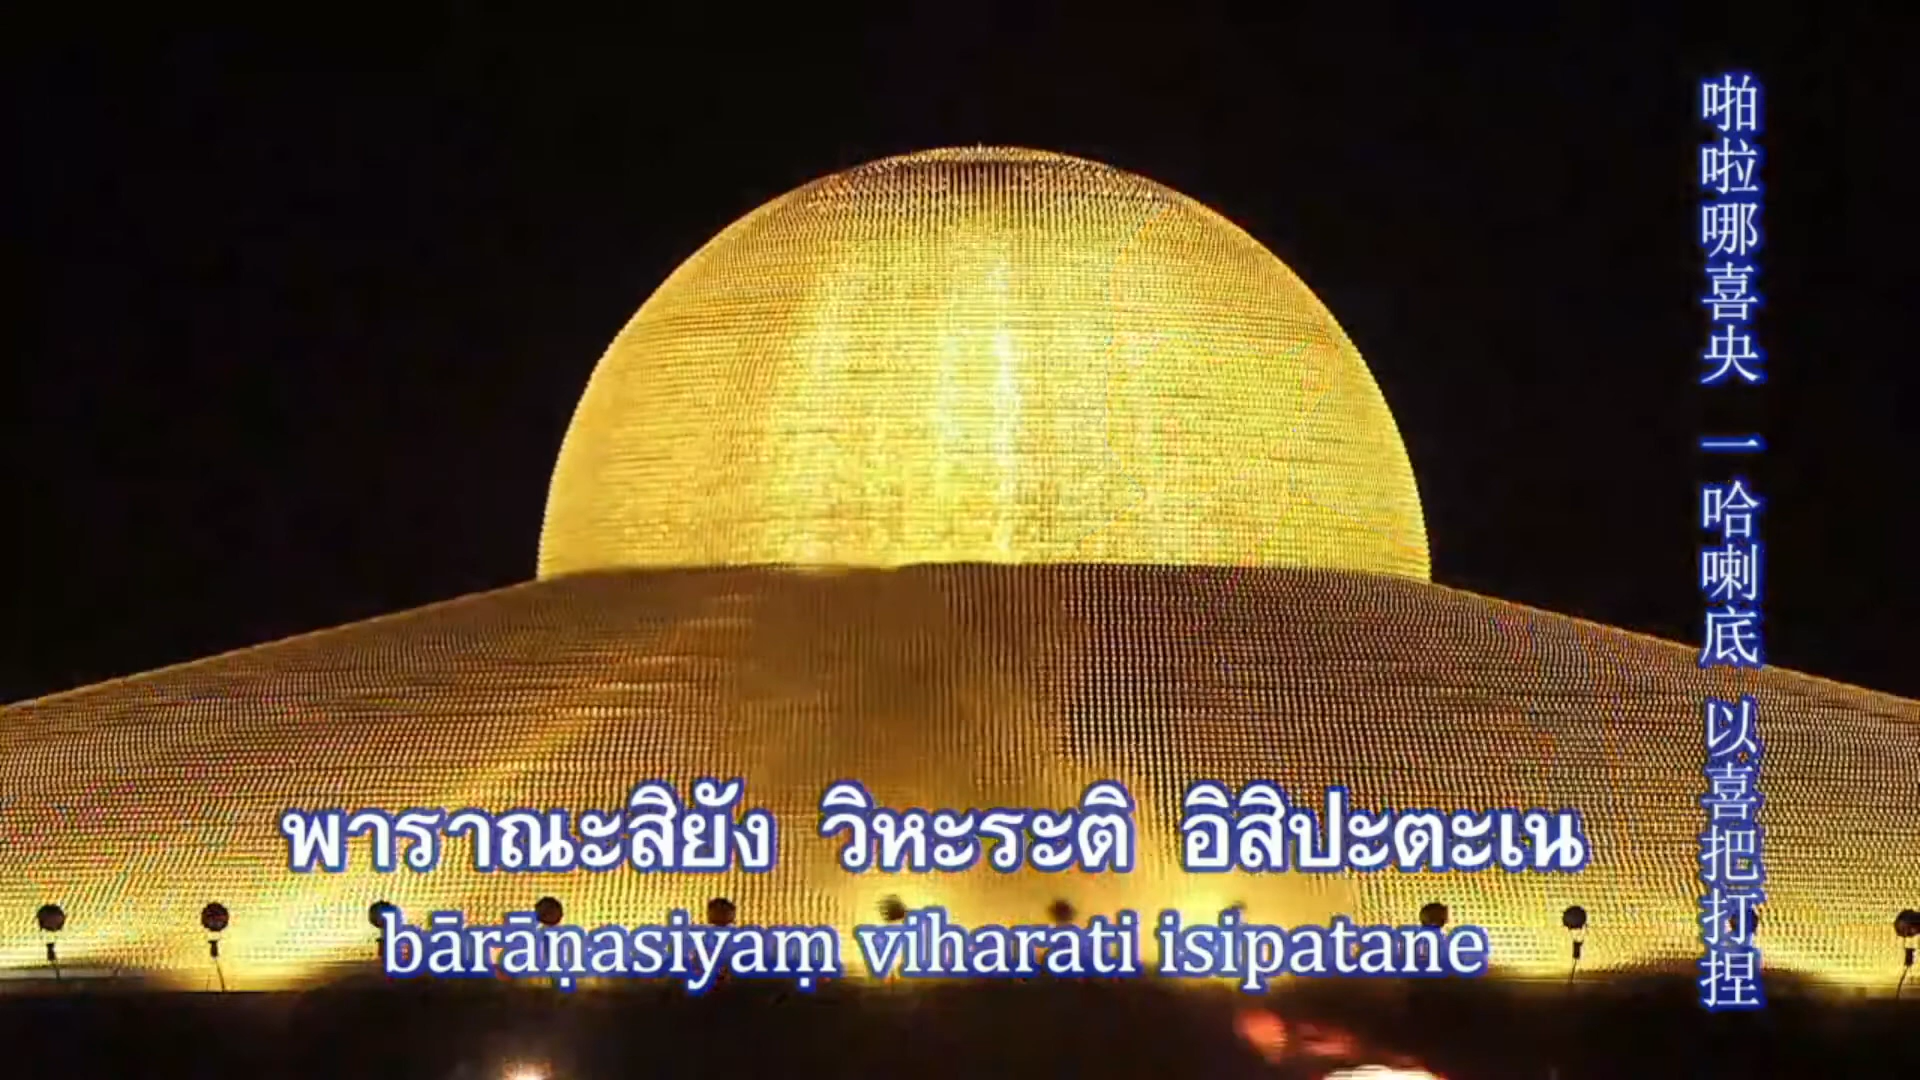 พาราณะสิยัง วิหะระติ อิสิปะตะเน
bārāṇasiyaṃ viharati isipatane
啪啦哪喜央 一哈喇底 以喜把打捏